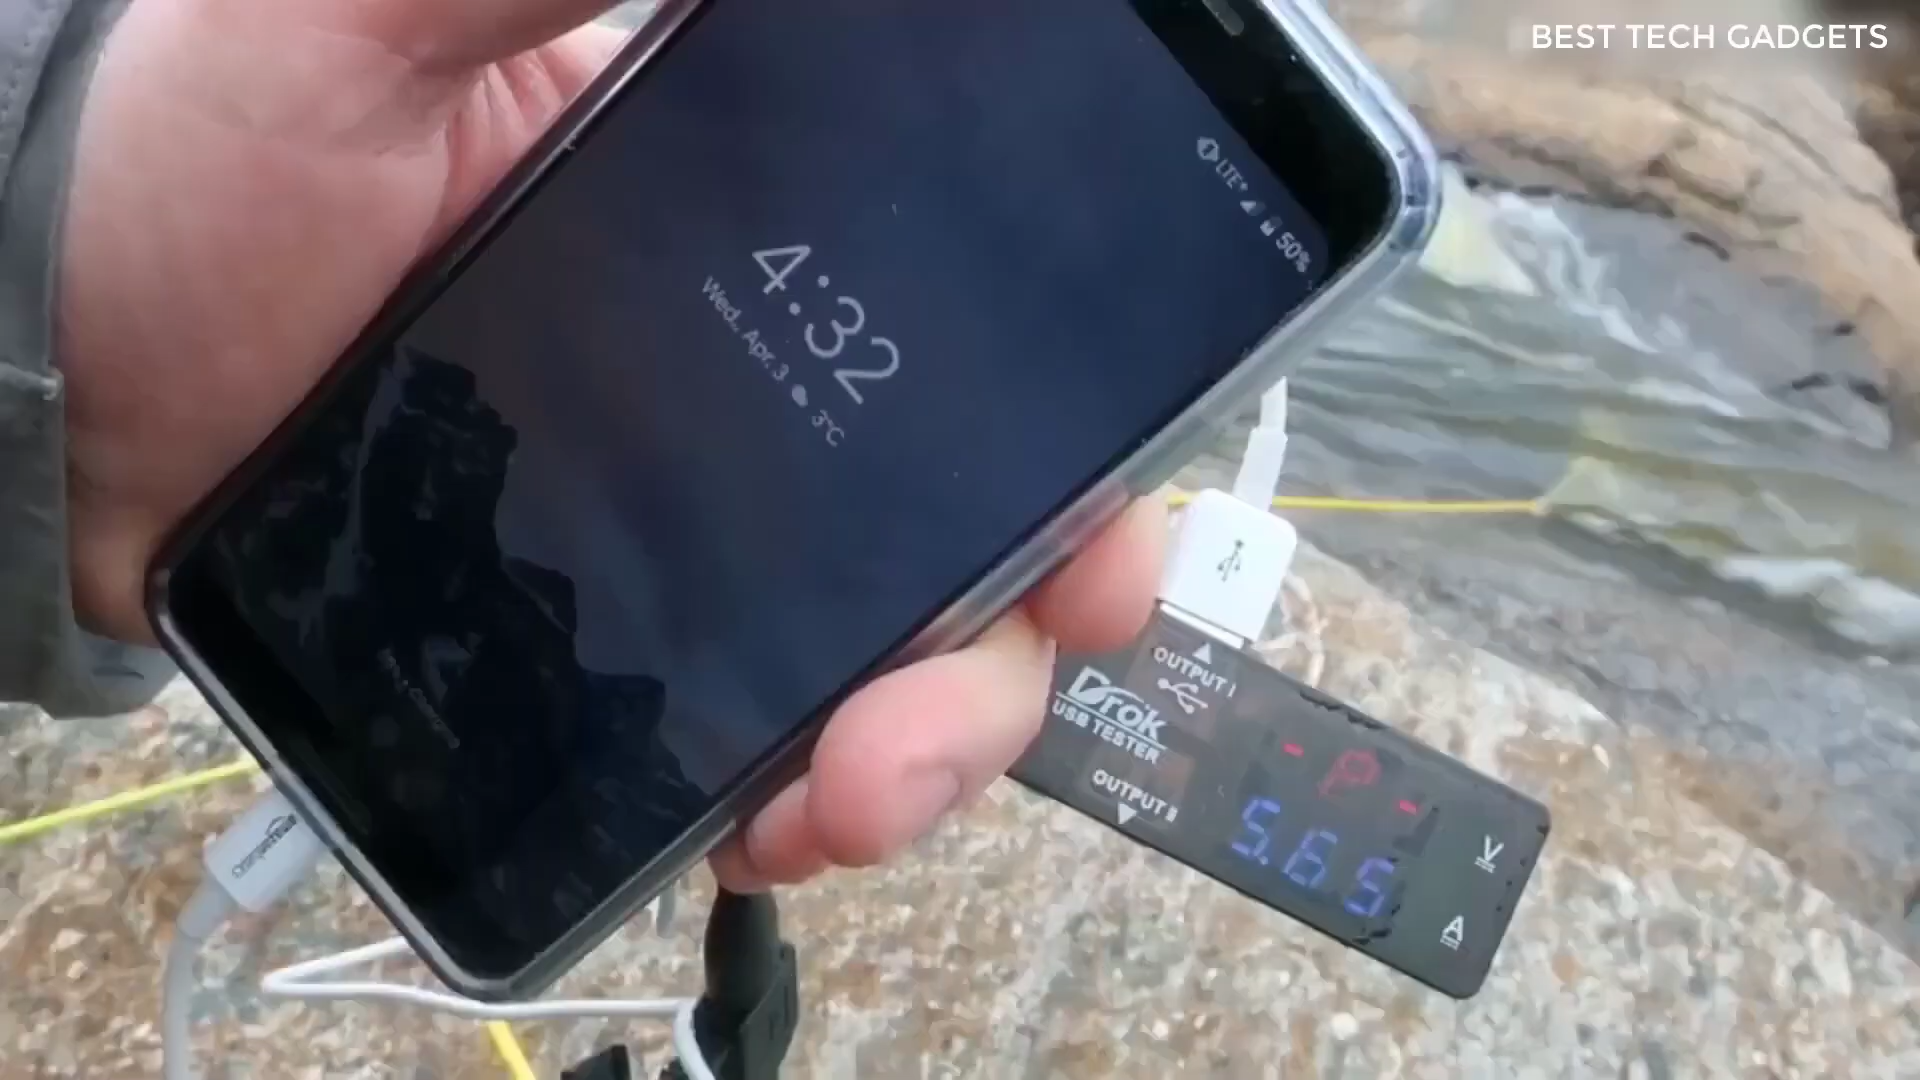 BEST TECH GADGETS
LTE+ 50%
4:32
Wed., Apr. 3 3°C
OUTPUT I
Drok
USB TESTER
OUTPUT II
- P -
5.65
V
A
amazonbasics